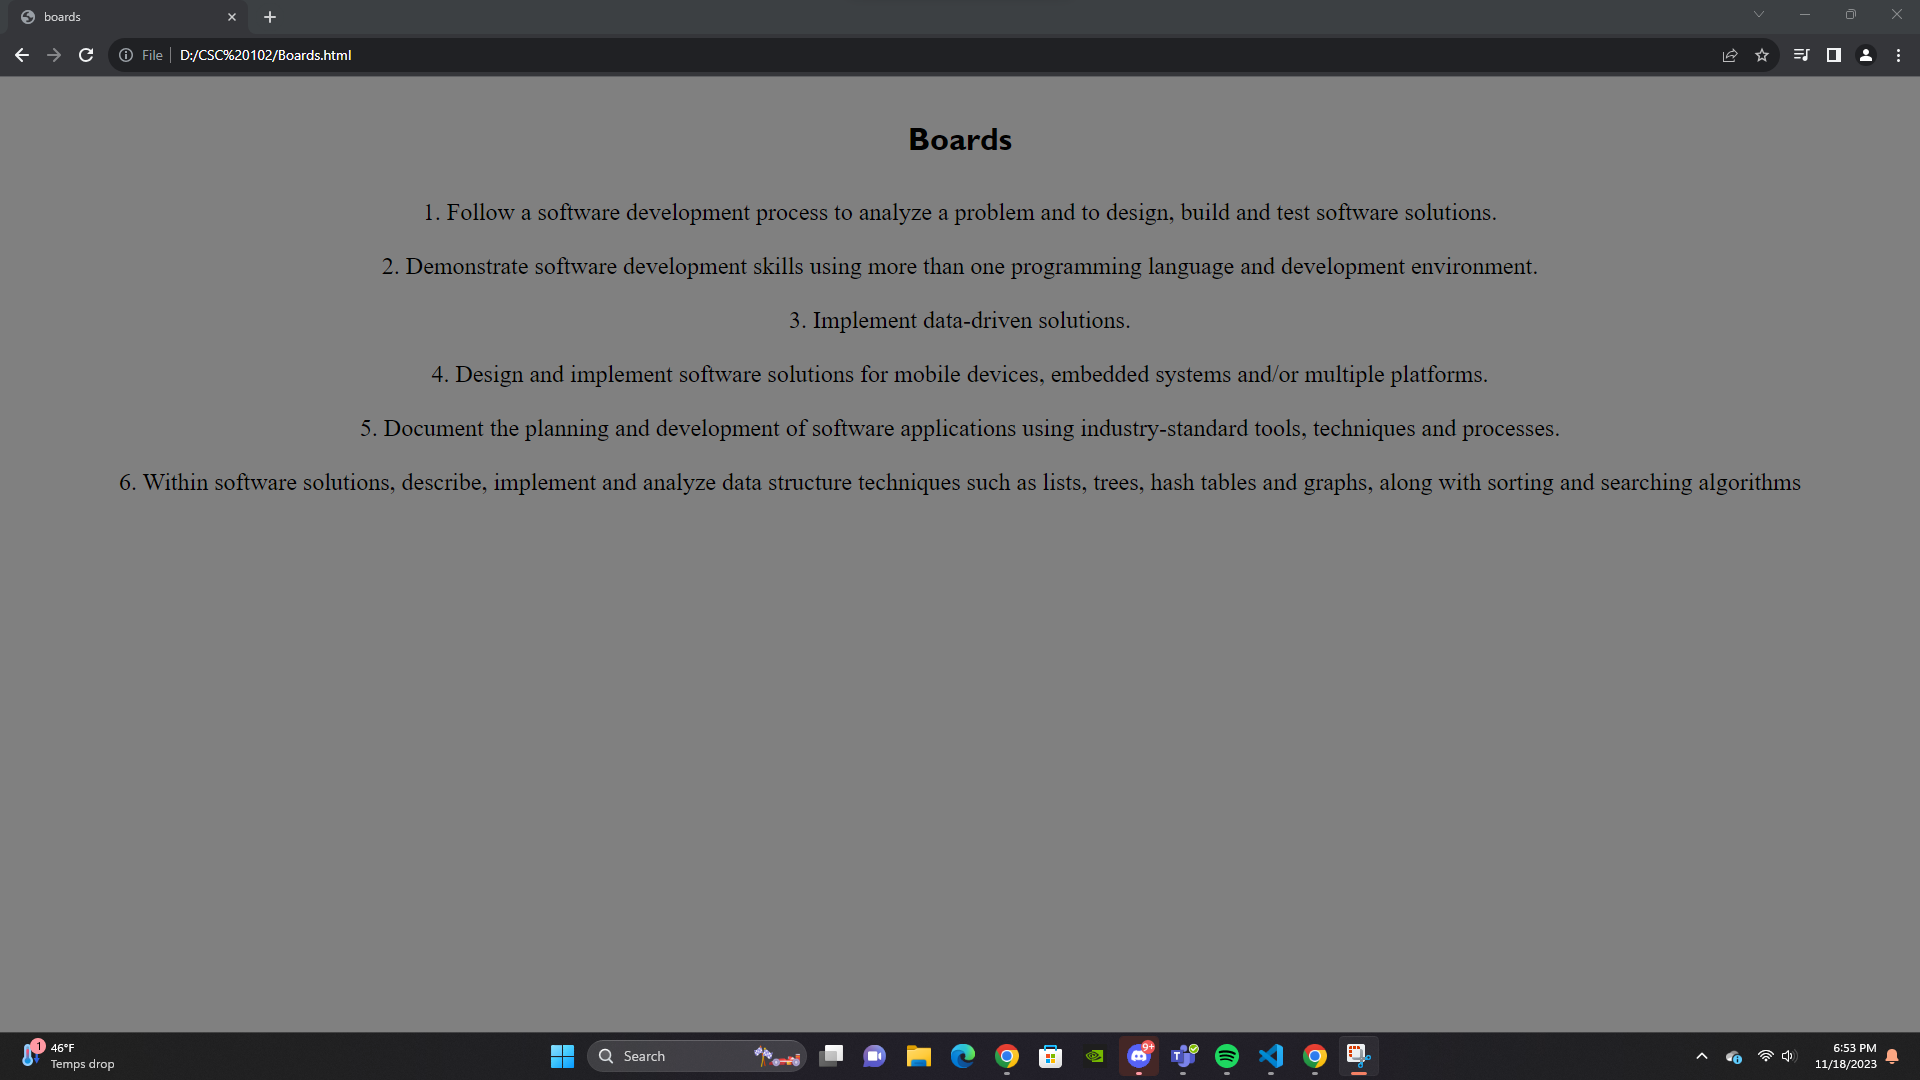 boards
File
D:/CSC%20102/Boards.html
Boards
1. Follow a software development process to analyze a problem and to design, build and test software solutions.
2. Demonstrate software development skills using more than one programming language and development environment.
3. Implement data-driven solutions.
4. Design and implement software solutions for mobile devices, embedded systems and/or multiple platforms.
5. Document the planning and development of software applications using industry-standard tools, techniques and processes.
6. Within software solutions, describe, implement and analyze data structure techniques such as lists, trees, hash tables and graphs, along with sorting and searching algorithms
1
46°F
Temps drop
Search
9+
6:53 PM
11/18/2023